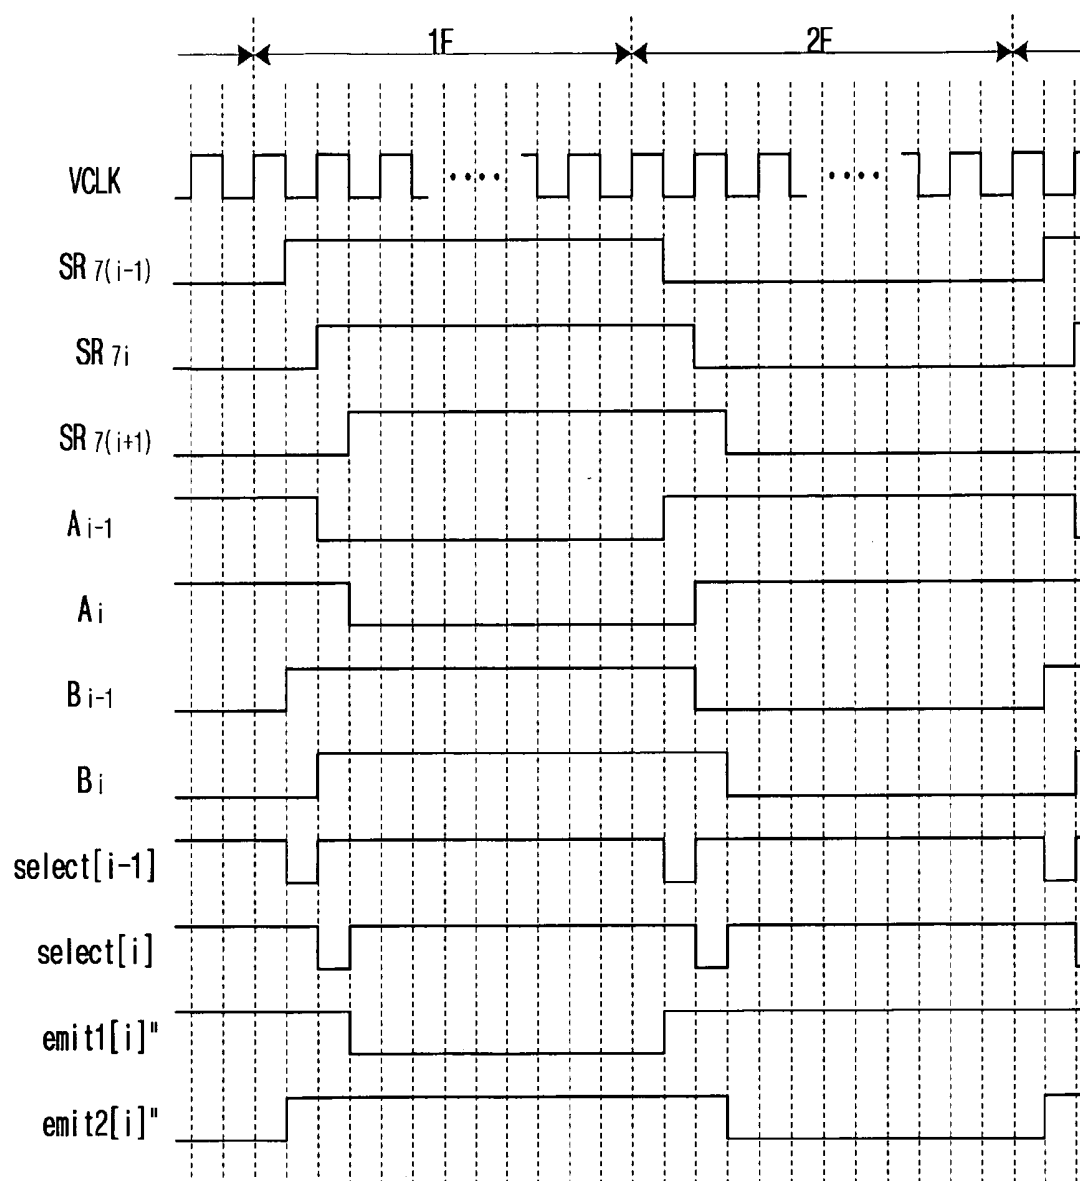 1F 2F
VCLK
SR 7(i-1)
SR 7i
SR 7(i+1)
A i-1
A i
B i-1
B i
select[i-1]
select[i]
emit1[i]"
emit2[i]"